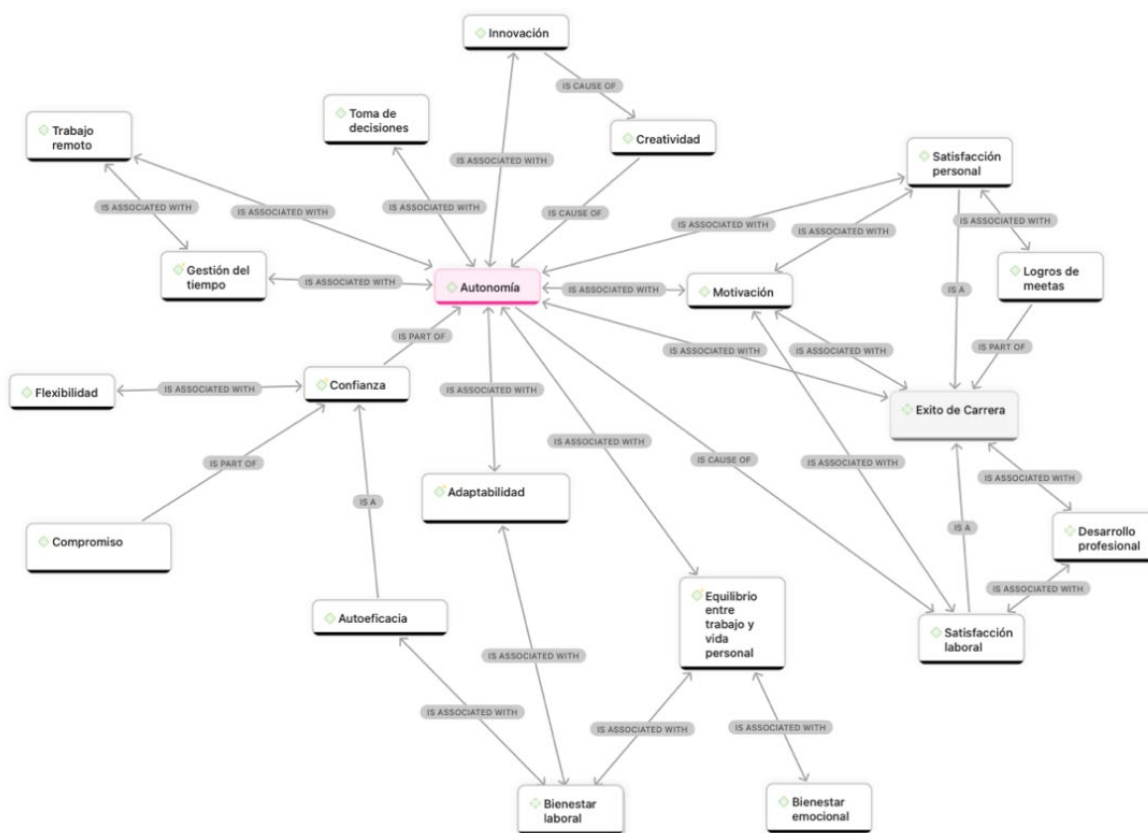 Innovación
IS CAUSE OF
Toma de
decisiones
Trabajo
remoto
Creatividad
Satisfacción
personal
IS ASSOCIATED WITH
IS ASSOCIATED WITH
IS ASSOCIATED WITH
IS ASSOCIATED WITH
IS CAUSE OF
IS ASSOCIATED WITH
IS ASSOCIATED WITH
IS ASSOCIATED WITH
Gestión del
tiempo
IS ASSOCIATED WITH
Autonomía
IS ASSOCIATED WITH
Motivación
Logros de
metas
IS A
IS PART OF
IS PART OF
IS ASSOCIATED WITH
IS ASSOCIATED WITH
Flexibilidad
IS ASSOCIATED WITH
Confianza
IS ASSOCIATED WITH
Exito de Carrera
IS ASSOCIATED WITH
IS PART OF
IS CAUSE OF
IS ASSOCIATED WITH
IS ASSOCIATED WITH
Adaptabilidad
IS A
IS A
Compromiso
Desarrollo
profesional
IS ASSOCIATED WITH
Autoeficacia
Equilibrio
entre
trabajo y
vida
personal
Satisfacción
laboral
IS ASSOCIATED WITH
IS ASSOCIATED WITH
IS ASSOCIATED WITH
IS ASSOCIATED WITH
Bienestar
laboral
Bienestar
emocional